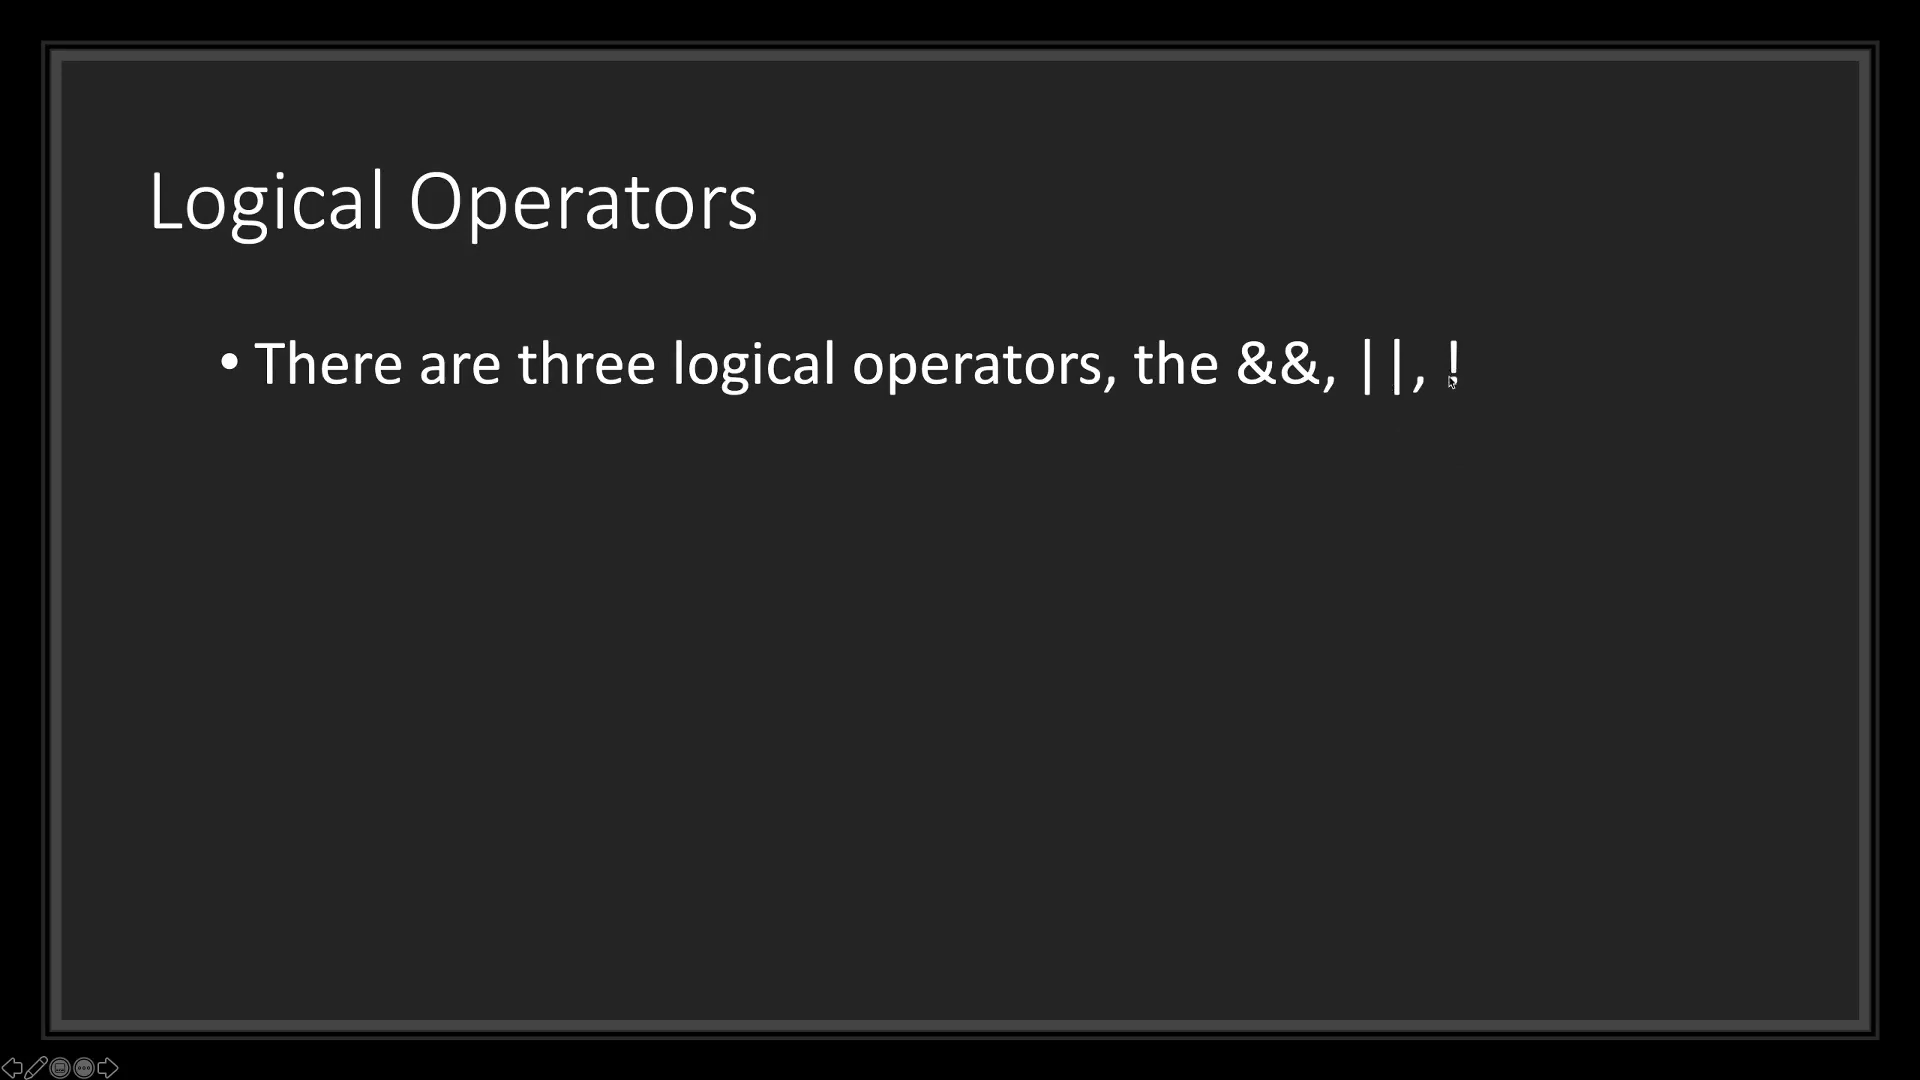 Logical Operators
• There are three logical operators, the &&, ||, !